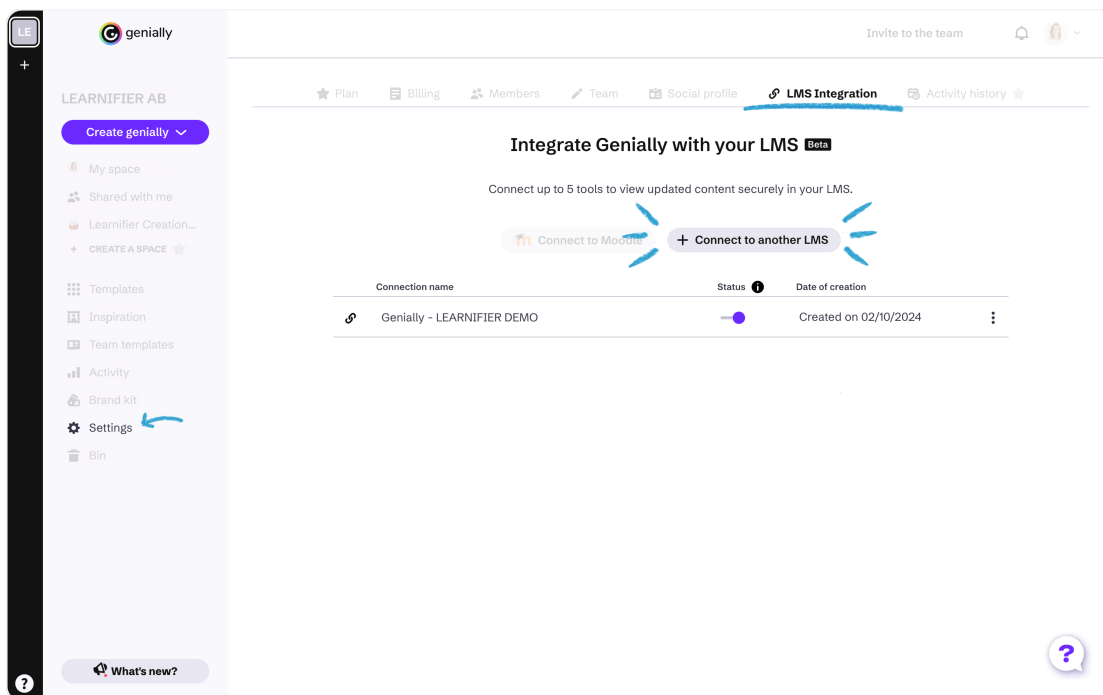 LE
genially
Invite to the team
+
LEARNIFIER AB
Plan
Billing
Members
Team
Social profile
LMS Integration
Activity history
Create genially
Integrate Genially with your LMS Beta
My space
Connect up to 5 tools to view updated content securely in your LMS.
Shared with me
Learnifier Creation...
Connect to Moodle
+ Connect to another LMS
+ CREATE A SPACE
Connection name
Status i
Date of creation
Templates
Genially - LEARNIFIER DEMO
Created on 02/10/2024
Inspiration
Team templates
Activity
Brand kit
Settings
Bin
What's new?
?
?